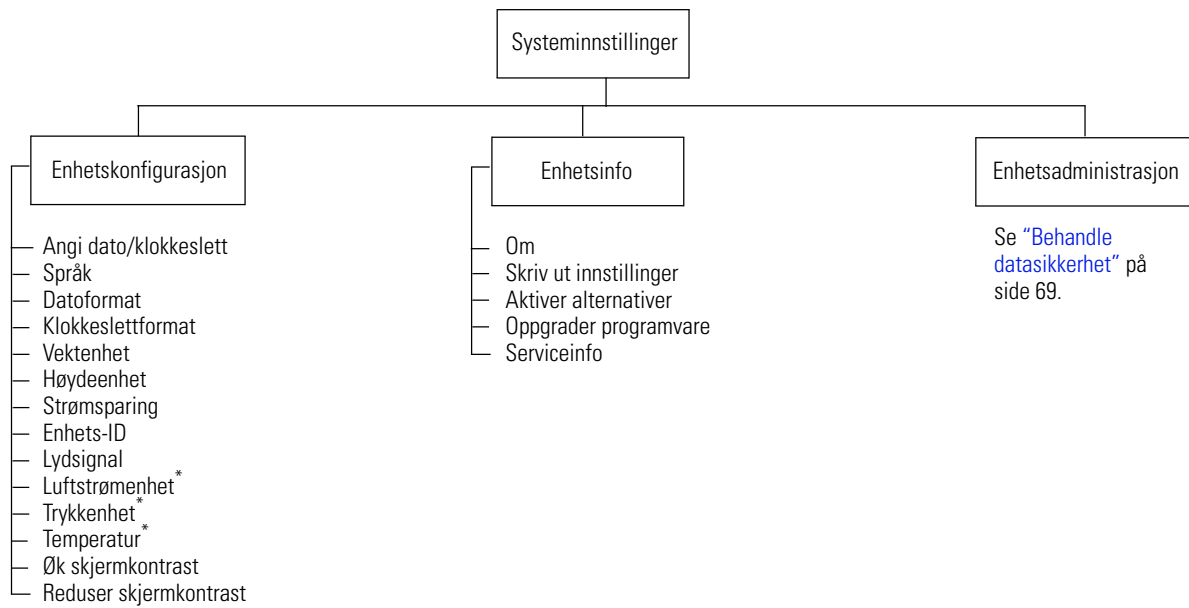 Systeminnstillinger
Enhetskonfigurasjon
Angi dato/klokkeslett
Språk
Datoformat
Klokkeslettformat
Vektenhet
Høydeenhet
Strømsparing
Enhets-ID
Lydsignal
Luftstrømenhet*
Trykkenhet*
Temperatur*
Øk skjermkontrast
Reduser skjermkontrast
Enhetsinfo
Om
Skriv ut innstillinger
Aktiver alternativer
Oppgrader programvare
Serviceinfo
Enhetsadministrasjon
Se “Behandle
datasikkerhet” på
side 69.